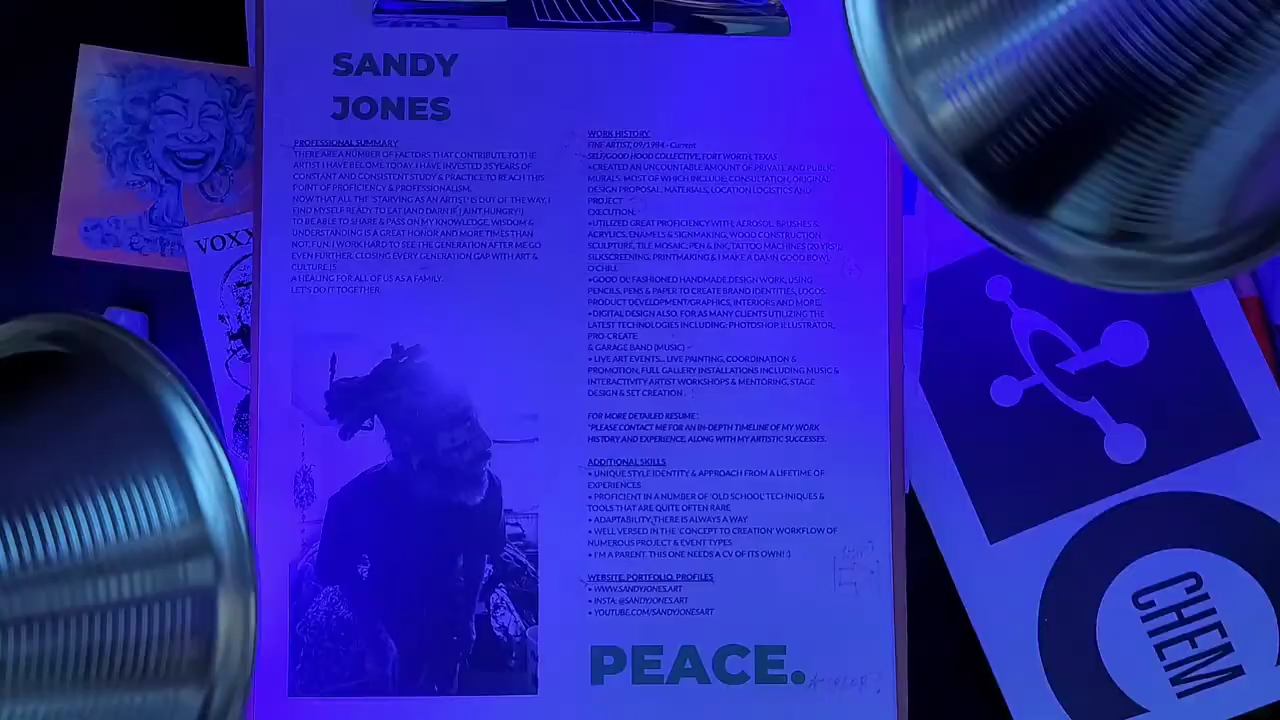 SANDY
JONES
PROFESSIONAL SUMMARY
THERE ARE A NUMBER OF FACTORS THAT CONTRIBUTE TO THE
ARTIST I HAVE BECOME TODAY. I HAVE INVESTED 35 YEARS OF
CONSTANT AND CONSISTENT STUDY & PRACTICE TO REACH THIS
POINT OF PROFICIENCY & PROFESSIONALISM.
NOW THAT ALL THE 'STARVING AS AN ARTIST' IS OUT OF THE WAY, I
FIND MYSELF READY TO EAT (AND DARN IF I AINT HUNGRY!)
TO BE ABLE TO SHARE & PASS ON MY KNOWLEDGE, WISDOM &
UNDERSTANDING IS A GREAT HONOR AND MORE TIMES THAN
NOT, FUN. I WORK HARD TO SEE THE GENERATION AFTER ME GO
EVEN FURTHER. CLOSING EVERY GENERATION GAP WITH ART &
CULTURE IS
A HEALING FOR ALL OF US AS A FAMILY.
LET'S DO IT TOGETHER.
WORK HISTORY
FINE ARTIST, 09/1984 - Current
SELF/GOOD HOOD COLLECTIVE, FORT WORTH, TEXAS
•CREATED AN UNCOUNTABLE AMOUNT OF PRIVATE AND PUBLIC
MURALS. MOST OF WHICH INCLUDE; CONSULTATION, ORIGINAL
DESIGN PROPOSAL, MATERIALS, LOCATION LOGISTICS AND
PROJECT
EXECUTION.
•UTILIZED GREAT PROFICIENCY WITH, AEROSOL, BRUSHES &
ACRYLICS, ENAMELS & SIGNMAKING, WOOD CONSTRUCTION,
SCULPTURE, TILE MOSAIC, PEN & INK, TATTOO MACHINES (20 YRS!),
SILKSCREENING, PRINTMAKING & I MAKE A DAMN GOOD BOWL
O'CHILI.
•GOOD OL' FASHIONED HANDMADE DESIGN WORK, USING
PENCILS, PENS & PAPER TO CREATE BRAND IDENTITIES, LOGOS,
PRODUCT DEVELOPMENT/GRAPHICS, INTERIORS AND MORE.
•DIGITAL DESIGN ALSO, FOR AS MANY CLIENTS UTILIZING THE
LATEST TECHNOLOGIES INCLUDING: PHOTOSHOP, ILLUSTRATOR,
PRO-CREATE
& GARAGE BAND (MUSIC)
• LIVE ART EVENTS... LIVE PAINTING, COORDINATION &
PROMOTION, FULL GALLERY INSTALLATIONS INCLUDING MUSIC &
INTERACTIVITY ARTIST WORKSHOPS & MENTORING, STAGE
DESIGN & SET CREATION
FOR MORE DETAILED RESUME':
*PLEASE CONTACT ME FOR AN IN-DEPTH TIMELINE OF MY WORK
HISTORY AND EXPERIENCE, ALONG WITH MY ARTISTIC SUCCESSES.
ADDITIONAL SKILLS
• UNIQUE STYLE IDENTITY & APPROACH FROM A LIFETIME OF
EXPERIENCES
• PROFICIENT IN A NUMBER OF 'OLD SCHOOL' TECHNIQUES &
TOOLS THAT ARE QUITE OFTEN RARE
• ADAPTABILITY, THERE IS ALWAYS A WAY
• WELL VERSED IN THE 'CONCEPT TO CREATION' WORKFLOW OF
NUMEROUS PROJECT & EVENT TYPES
• I'M A PARENT. THIS ONE NEEDS A CV OF ITS OWN! :)
WEBSITE, PORTFOLIO, PROFILES
• WWW.SANDYJONES.ART
• INSTA: @SANDYJONES.ART
• YOUTUBE.COM/SANDYJONESART
PEACE.
VOXX
CHEM